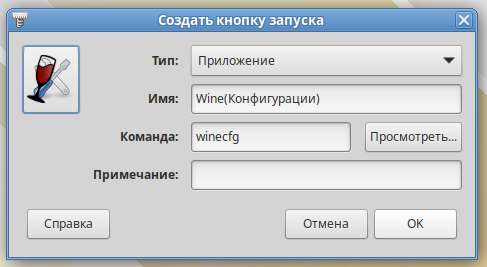 Создать кнопку запуска
Тип: Приложение
Имя: Wine(Конфигурации)
Команда: winecfg Просмотреть...
Примечание:
Справка Отмена OK